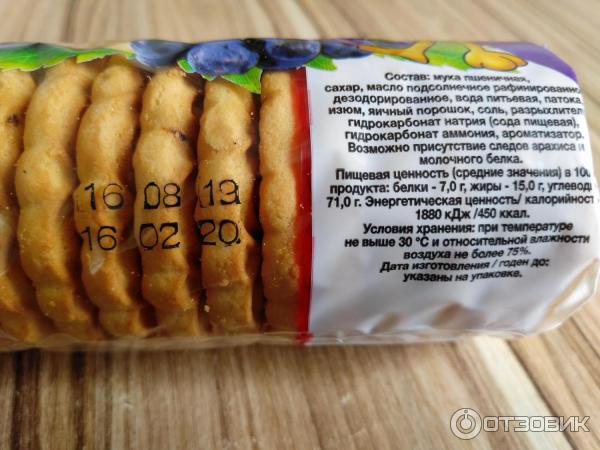 Состав: мука пшеничная,
сахар, масло подсолнечное рафинированно
дезодорированное, вода питьевая, патока,
изюм, яичный порошок, соль, разрыхлител
гидрокарбонат натрия (сода пищевая),
гидрокарбонат аммония, ароматизатор.
Возможно присутствие следов арахиса и
молочного белка.
Пищевая ценность (средние значения) в 100
продукта: белки - 7,0 г, жиры - 15,0 г, углевод
71,0 г. Энергетическая ценность/ калорийност
1880 кДж /450 ккал.
Условия хранения: при температуре
не выше 30 °С и относительной влажности
воздуха не более 75%.
Дата изготовления / годен до:
указаны на упаковке.
16 08 19
16 02 20
ОТЗОВИК